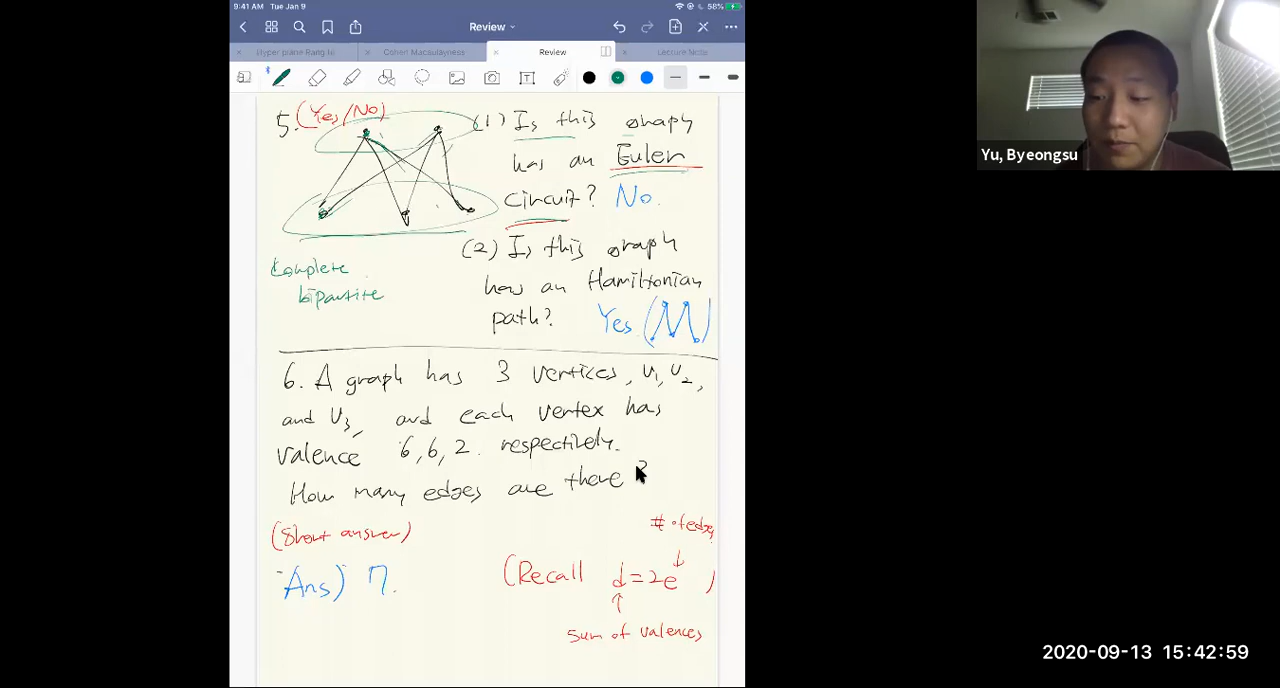 9:41 AM Tue Jan 9
58%
Review
Cohen Macaulayness
Review
Lecture Note
5. (Yes/No)
(1) Is this graph
has an Euler
circuit? No.
(2) Is this graph
has an Hamiltonian
path? Yes.
Complete
bipartite
6. A graph has 3 vertices, v1, v2,
and v3, and each vertex has
valence 6, 6, 2. respectively.
How many edges are there?
(Short answer)
# of edges
Ans) 7.
(Recall d = 2e )
sum of valences
Yu, Byeongsu
2020-09-13 15:42:59